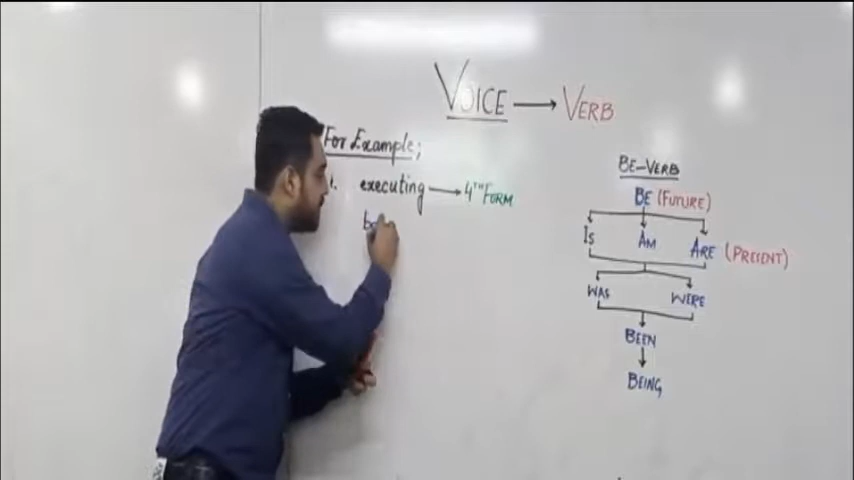 VOICE → VERB
For Example;
1. executing → 4TH FORM
BE-VERB
BE (FUTURE)
IS AM ARE (PRESENT)
WAS WERE
BEEN
BEING